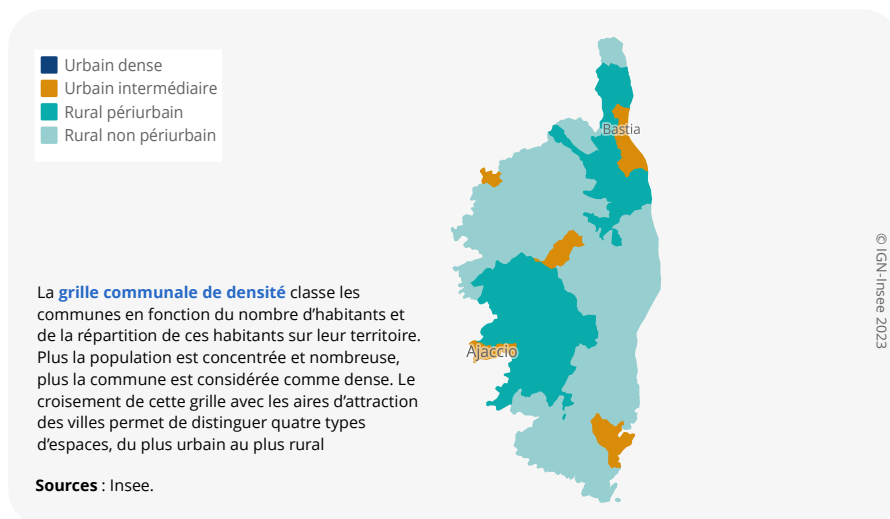 Urbain dense
Urbain intermédiaire
Rural périurbain
Rural non périurbain
Bastia
Ajaccio
La grille communale de densité classe les
communes en fonction du nombre d’habitants et
de la répartition de ces habitants sur leur territoire.
Plus la population est concentrée et nombreuse,
plus la commune est considérée comme dense. Le
croisement de cette grille avec les aires d’attraction
des villes permet de distinguer quatre types
d’espaces, du plus urbain au plus rural
Sources : Insee.
© IGN-Insee 2023